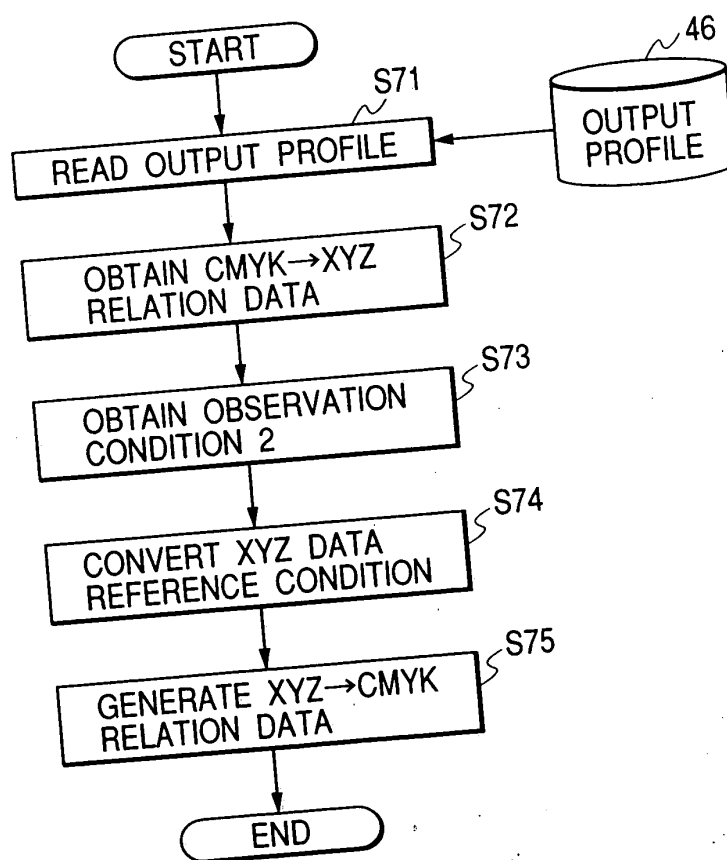 START
46
S71
READ OUTPUT PROFILE
OUTPUT
PROFILE
S72
OBTAIN CMYK→XYZ
RELATION DATA
S73
OBTAIN OBSERVATION
CONDITION 2
S74
CONVERT XYZ DATA
REFERENCE CONDITION
S75
GENERATE XYZ→CMYK
RELATION DATA
END